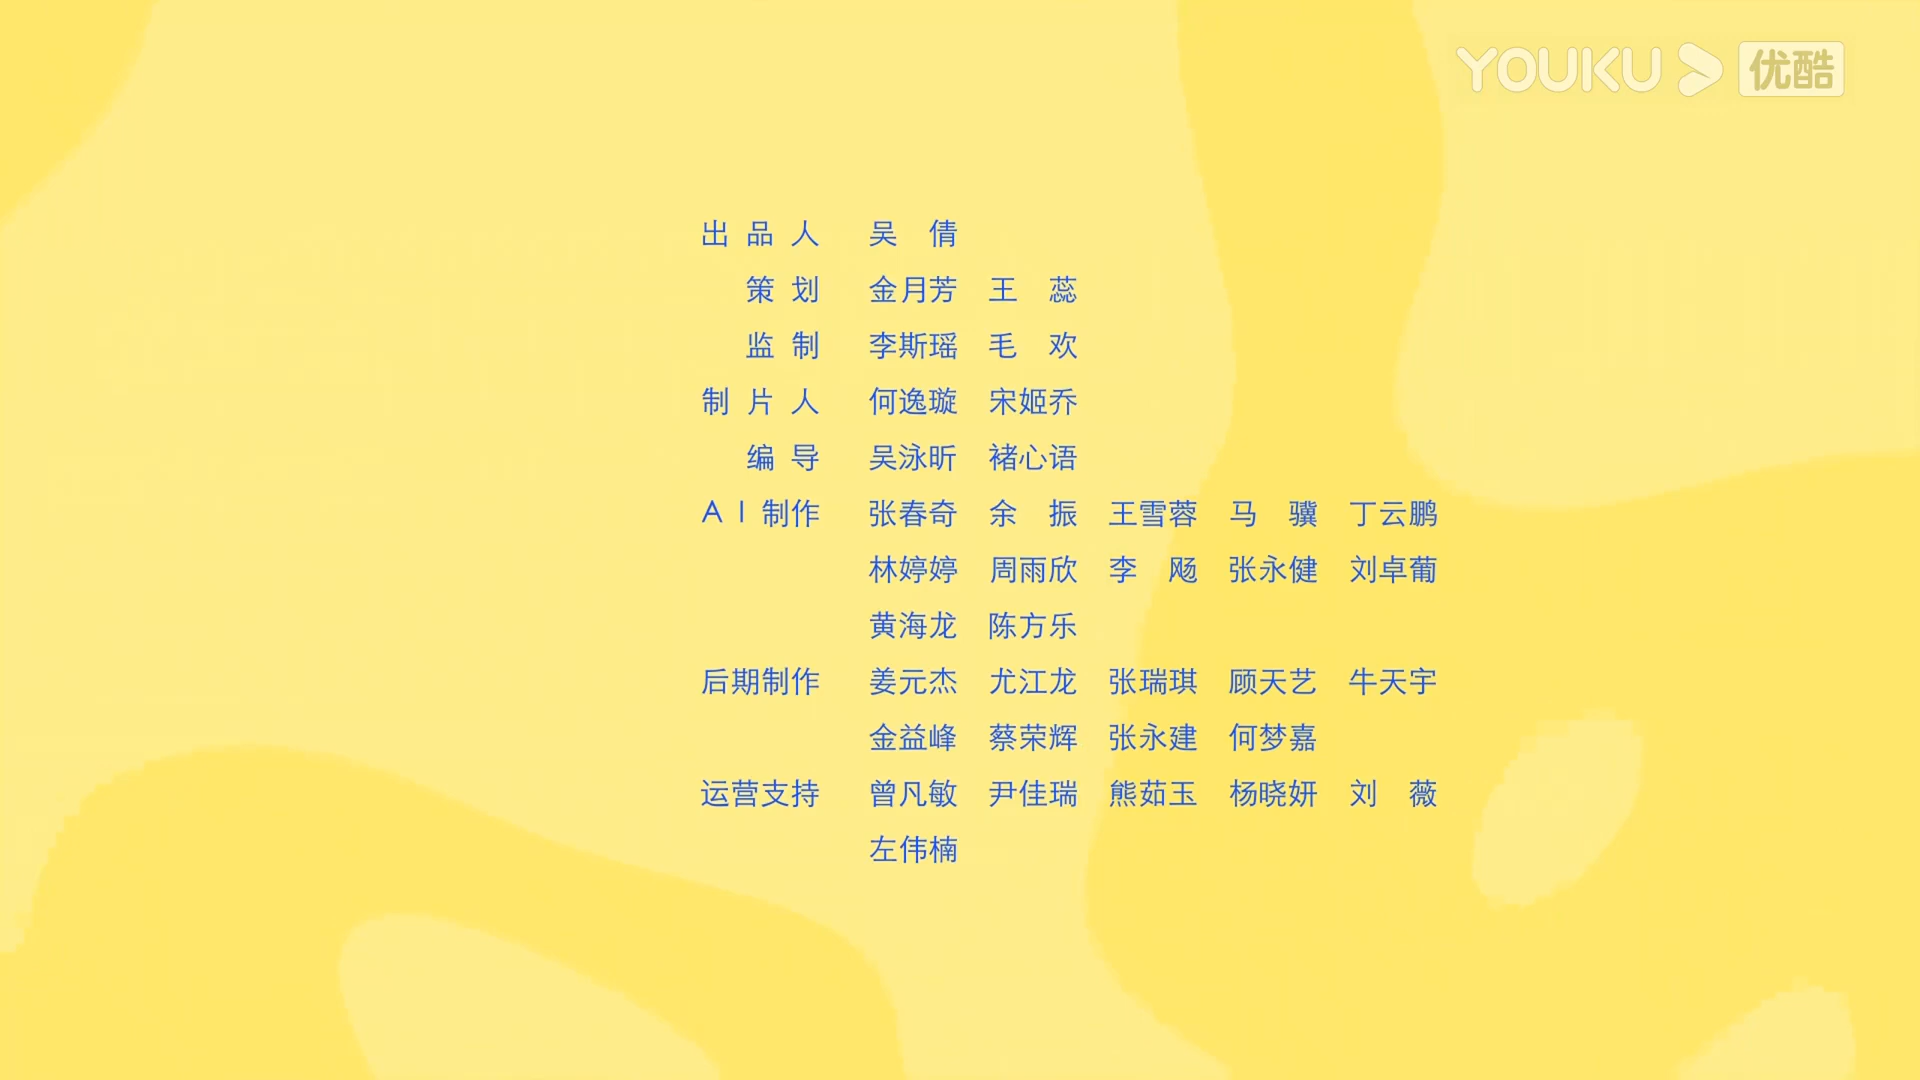 YOUKU 优酷
出品人 吴倩
策划 金月芳 王蕊
监制 李斯瑶 毛欢
制片人 何逸璇 宋姬乔
编导 吴泳昕 褚心语
AI制作 张春奇 余振 王雪蓉 马骥 丁云鹏
林婷婷 周雨欣 李飏 张永健 刘卓葡
黄海龙 陈方乐
后期制作 姜元杰 尤江龙 张瑞琪 顾天艺 牛天宇
金益峰 蔡荣辉 张永建 何梦嘉
运营支持 曾凡敏 尹佳瑞 熊茹玉 杨晓妍 刘薇
左伟楠